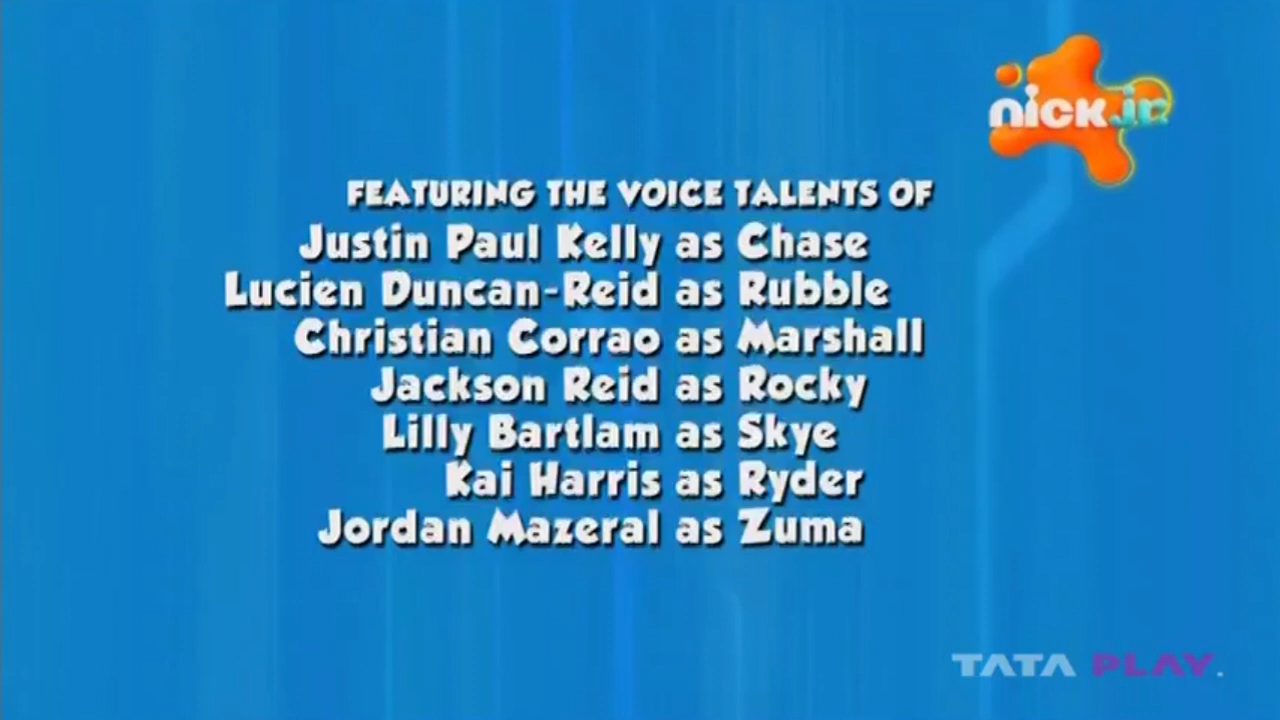 nick jr.
FEATURING THE VOICE TALENTS OF
Justin Paul Kelly as Chase
Lucien Duncan-Reid as Rubble
Christian Corrao as Marshall
Jackson Reid as Rocky
Lilly Bartlam as Skye
Kai Harris as Ryder
Jordan Mazeral as Zuma
TATA PLAY.